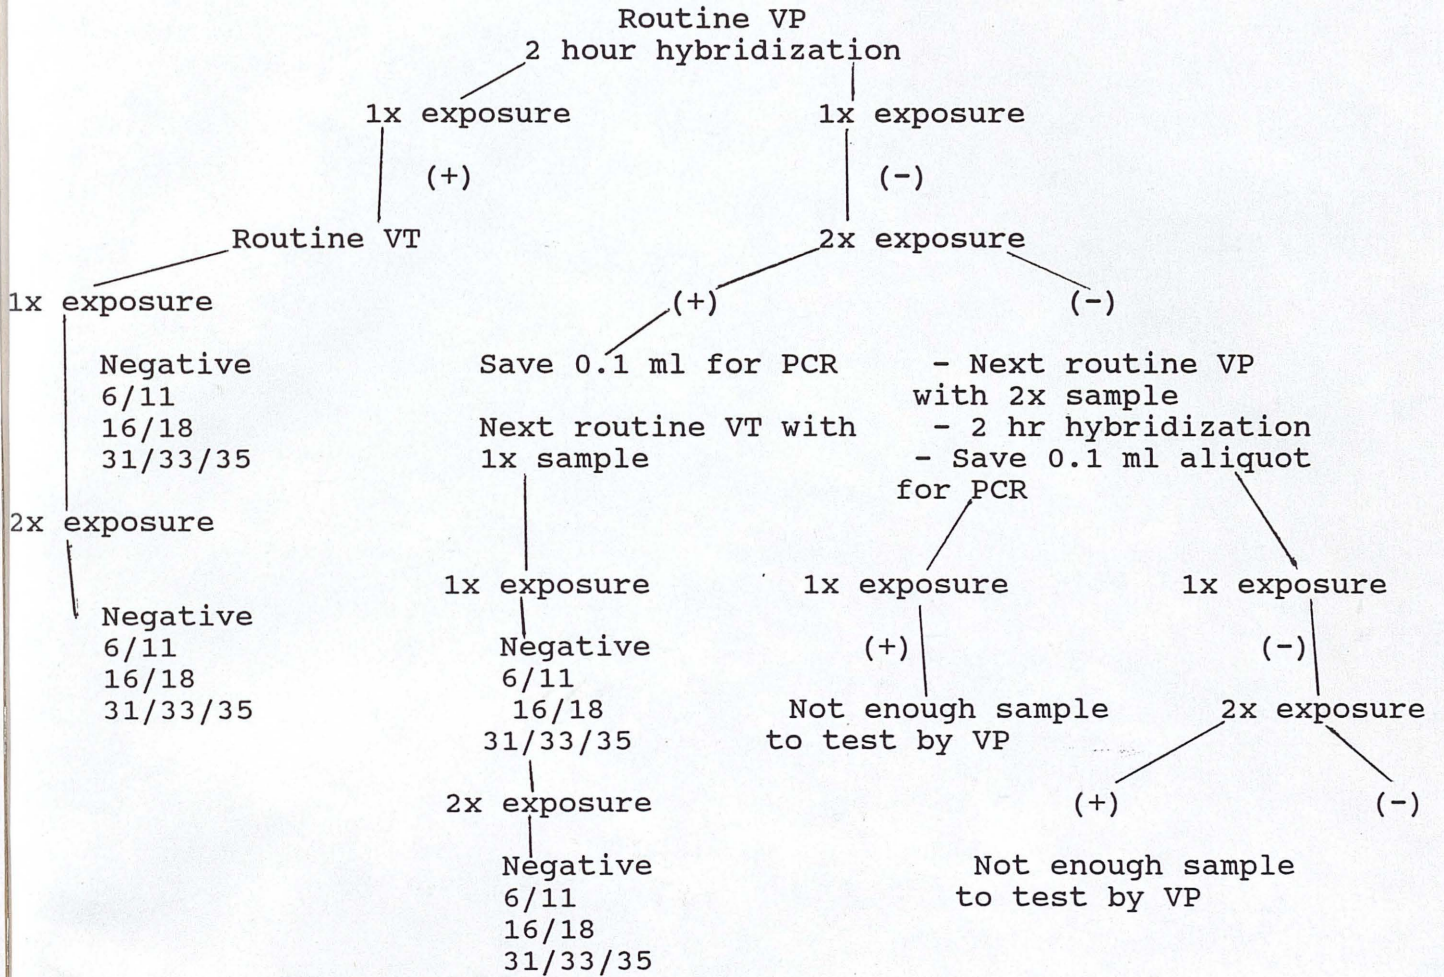 Routine VP
2 hour hybridization
1x exposure
1x exposure
(+)
(-)
Routine VT
2x exposure
1x exposure
(+)
(-)
Negative
6/11
16/18
31/33/35
Save 0.1 ml for PCR
Next routine VT with
1x sample
- Next routine VP
with 2x sample
- 2 hr hybridization
- Save 0.1 ml aliquot
for PCR
2x exposure
Negative
6/11
16/18
31/33/35
1x exposure
Negative
6/11
16/18
31/33/35
2x exposure
Negative
6/11
16/18
31/33/35
1x exposure
(+)
Not enough sample
to test by VP
1x exposure
(-)
2x exposure
(+)
(-)
Not enough sample
to test by VP